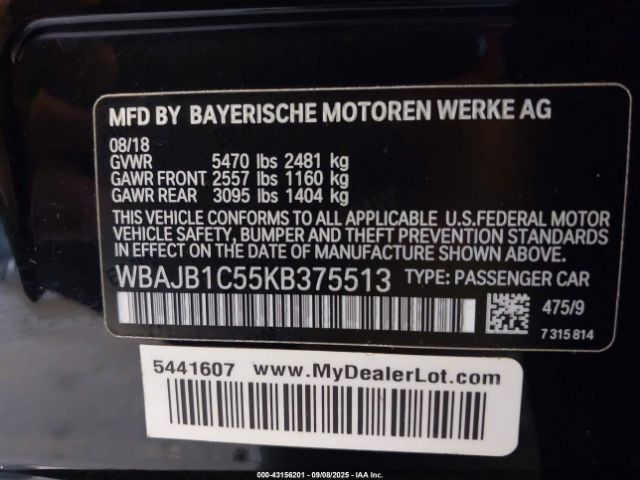 MFD BY BAYERISCHE MOTOREN WERKE AG
08/18
GVWR 5470 lbs 2481 kg
GAWR FRONT 2557 lbs 1160 kg
GAWR REAR 3095 lbs 1404 kg
THIS VEHICLE CONFORMS TO ALL APPLICABLE U.S.FEDERAL MOTOR
VEHICLE SAFETY, BUMPER AND THEFT PREVENTION STANDARDS
IN EFFECT ON THE DATE OF MANUFACTURE SHOWN ABOVE.
WBAJB1C55KB375513 TYPE: PASSENGER CAR
475/9
7 315 814
5441607 www.MyDealerLot.com
000-43156201 - 09/08/2025 - IAA Inc.